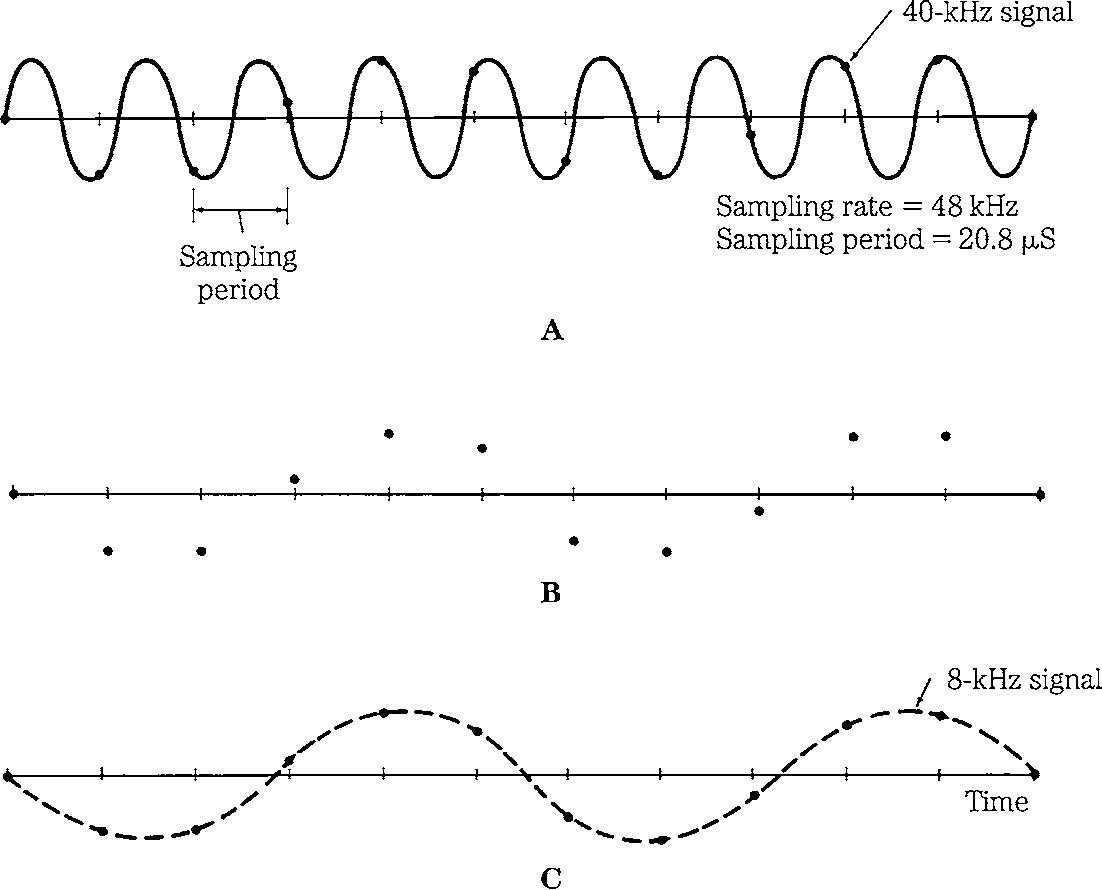 40-kHz signal
Sampling rate = 48 kHz
Sampling period = 20.8 μS
Sampling
period
A
B
8-kHz signal
Time
C